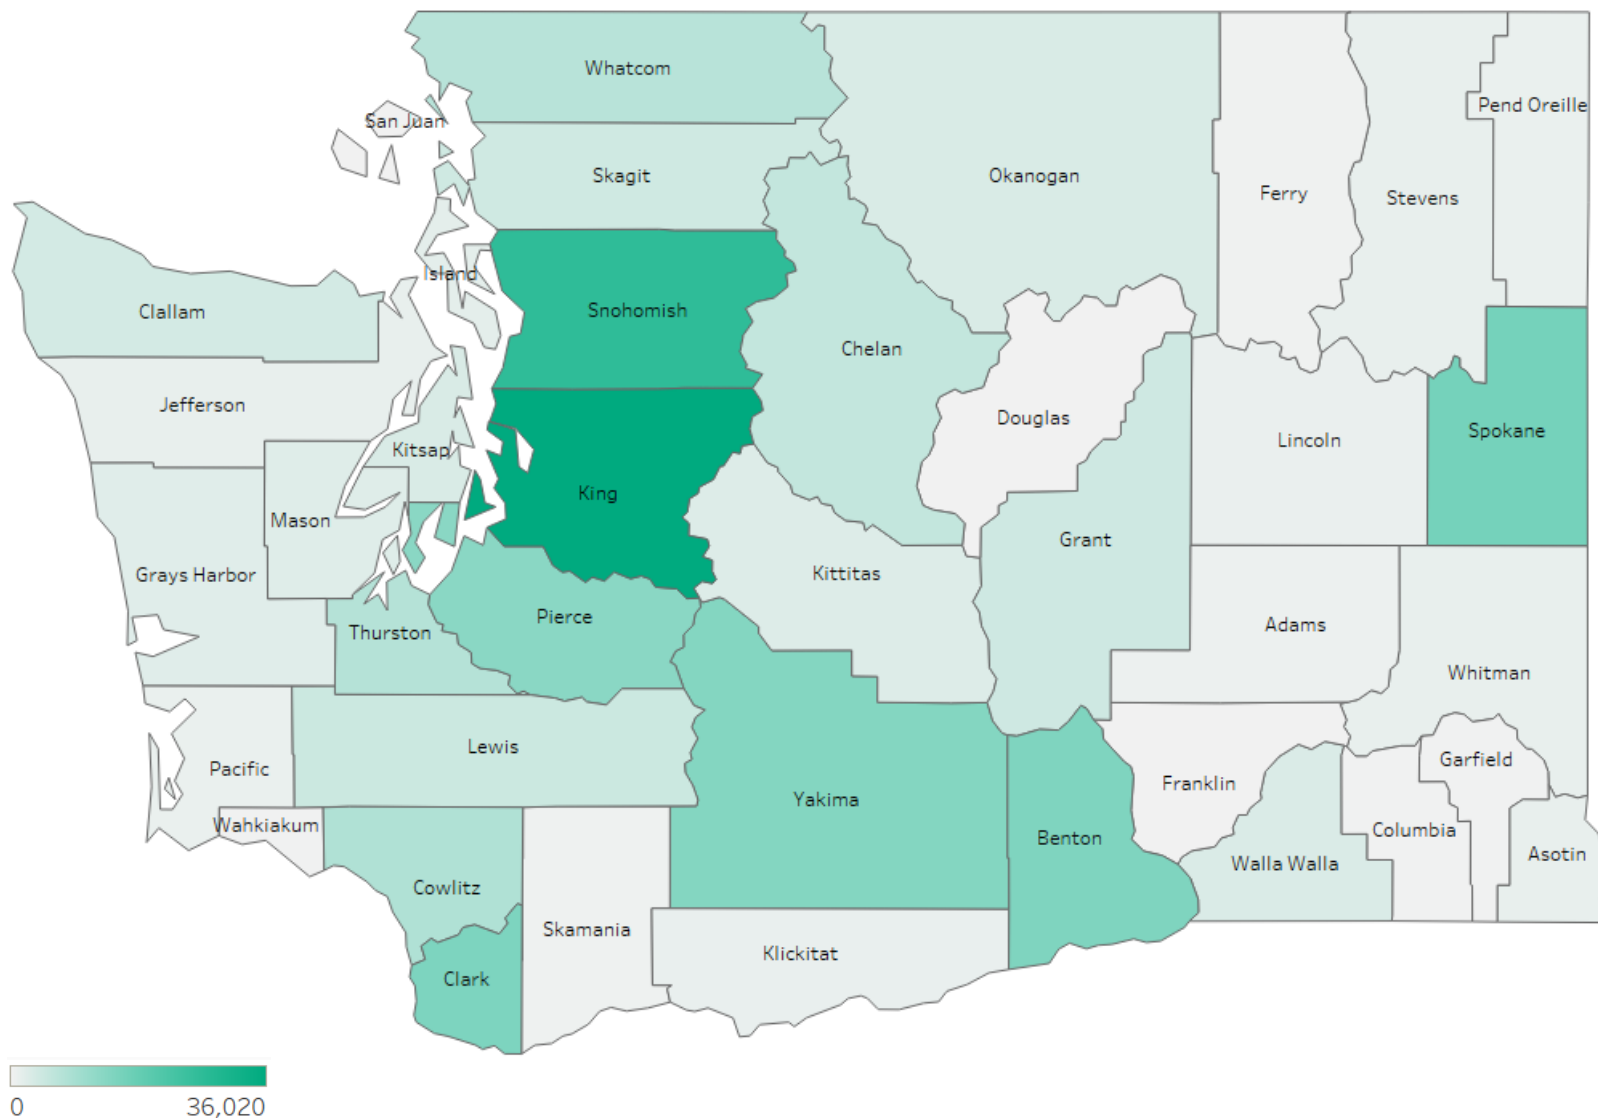 Whatcom
San Juan
Skagit
Okanogan
Ferry
Stevens
Pend Oreille
Island
Clallam
Snohomish
Chelan
Jefferson
Kitsap
Douglas
Lincoln
Spokane
King
Mason
Grays Harbor
Grant
Kittitas
Pierce
Thurston
Adams
Whitman
Lewis
Pacific
Yakima
Franklin
Garfield
Wahkiakum
Benton
Columbia
Walla Walla
Asotin
Cowlitz
Skamania
Klickitat
Clark
0 36,020